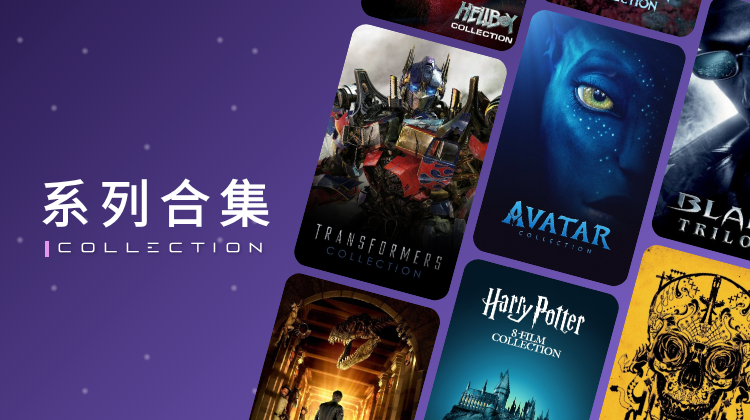 系列合集
COLLECTION
HELLBOY
COLLECTION
TRANSFORMERS
COLLECTION
AVATAR
COLLECTION
Harry Potter
8-FILM
COLLECTION